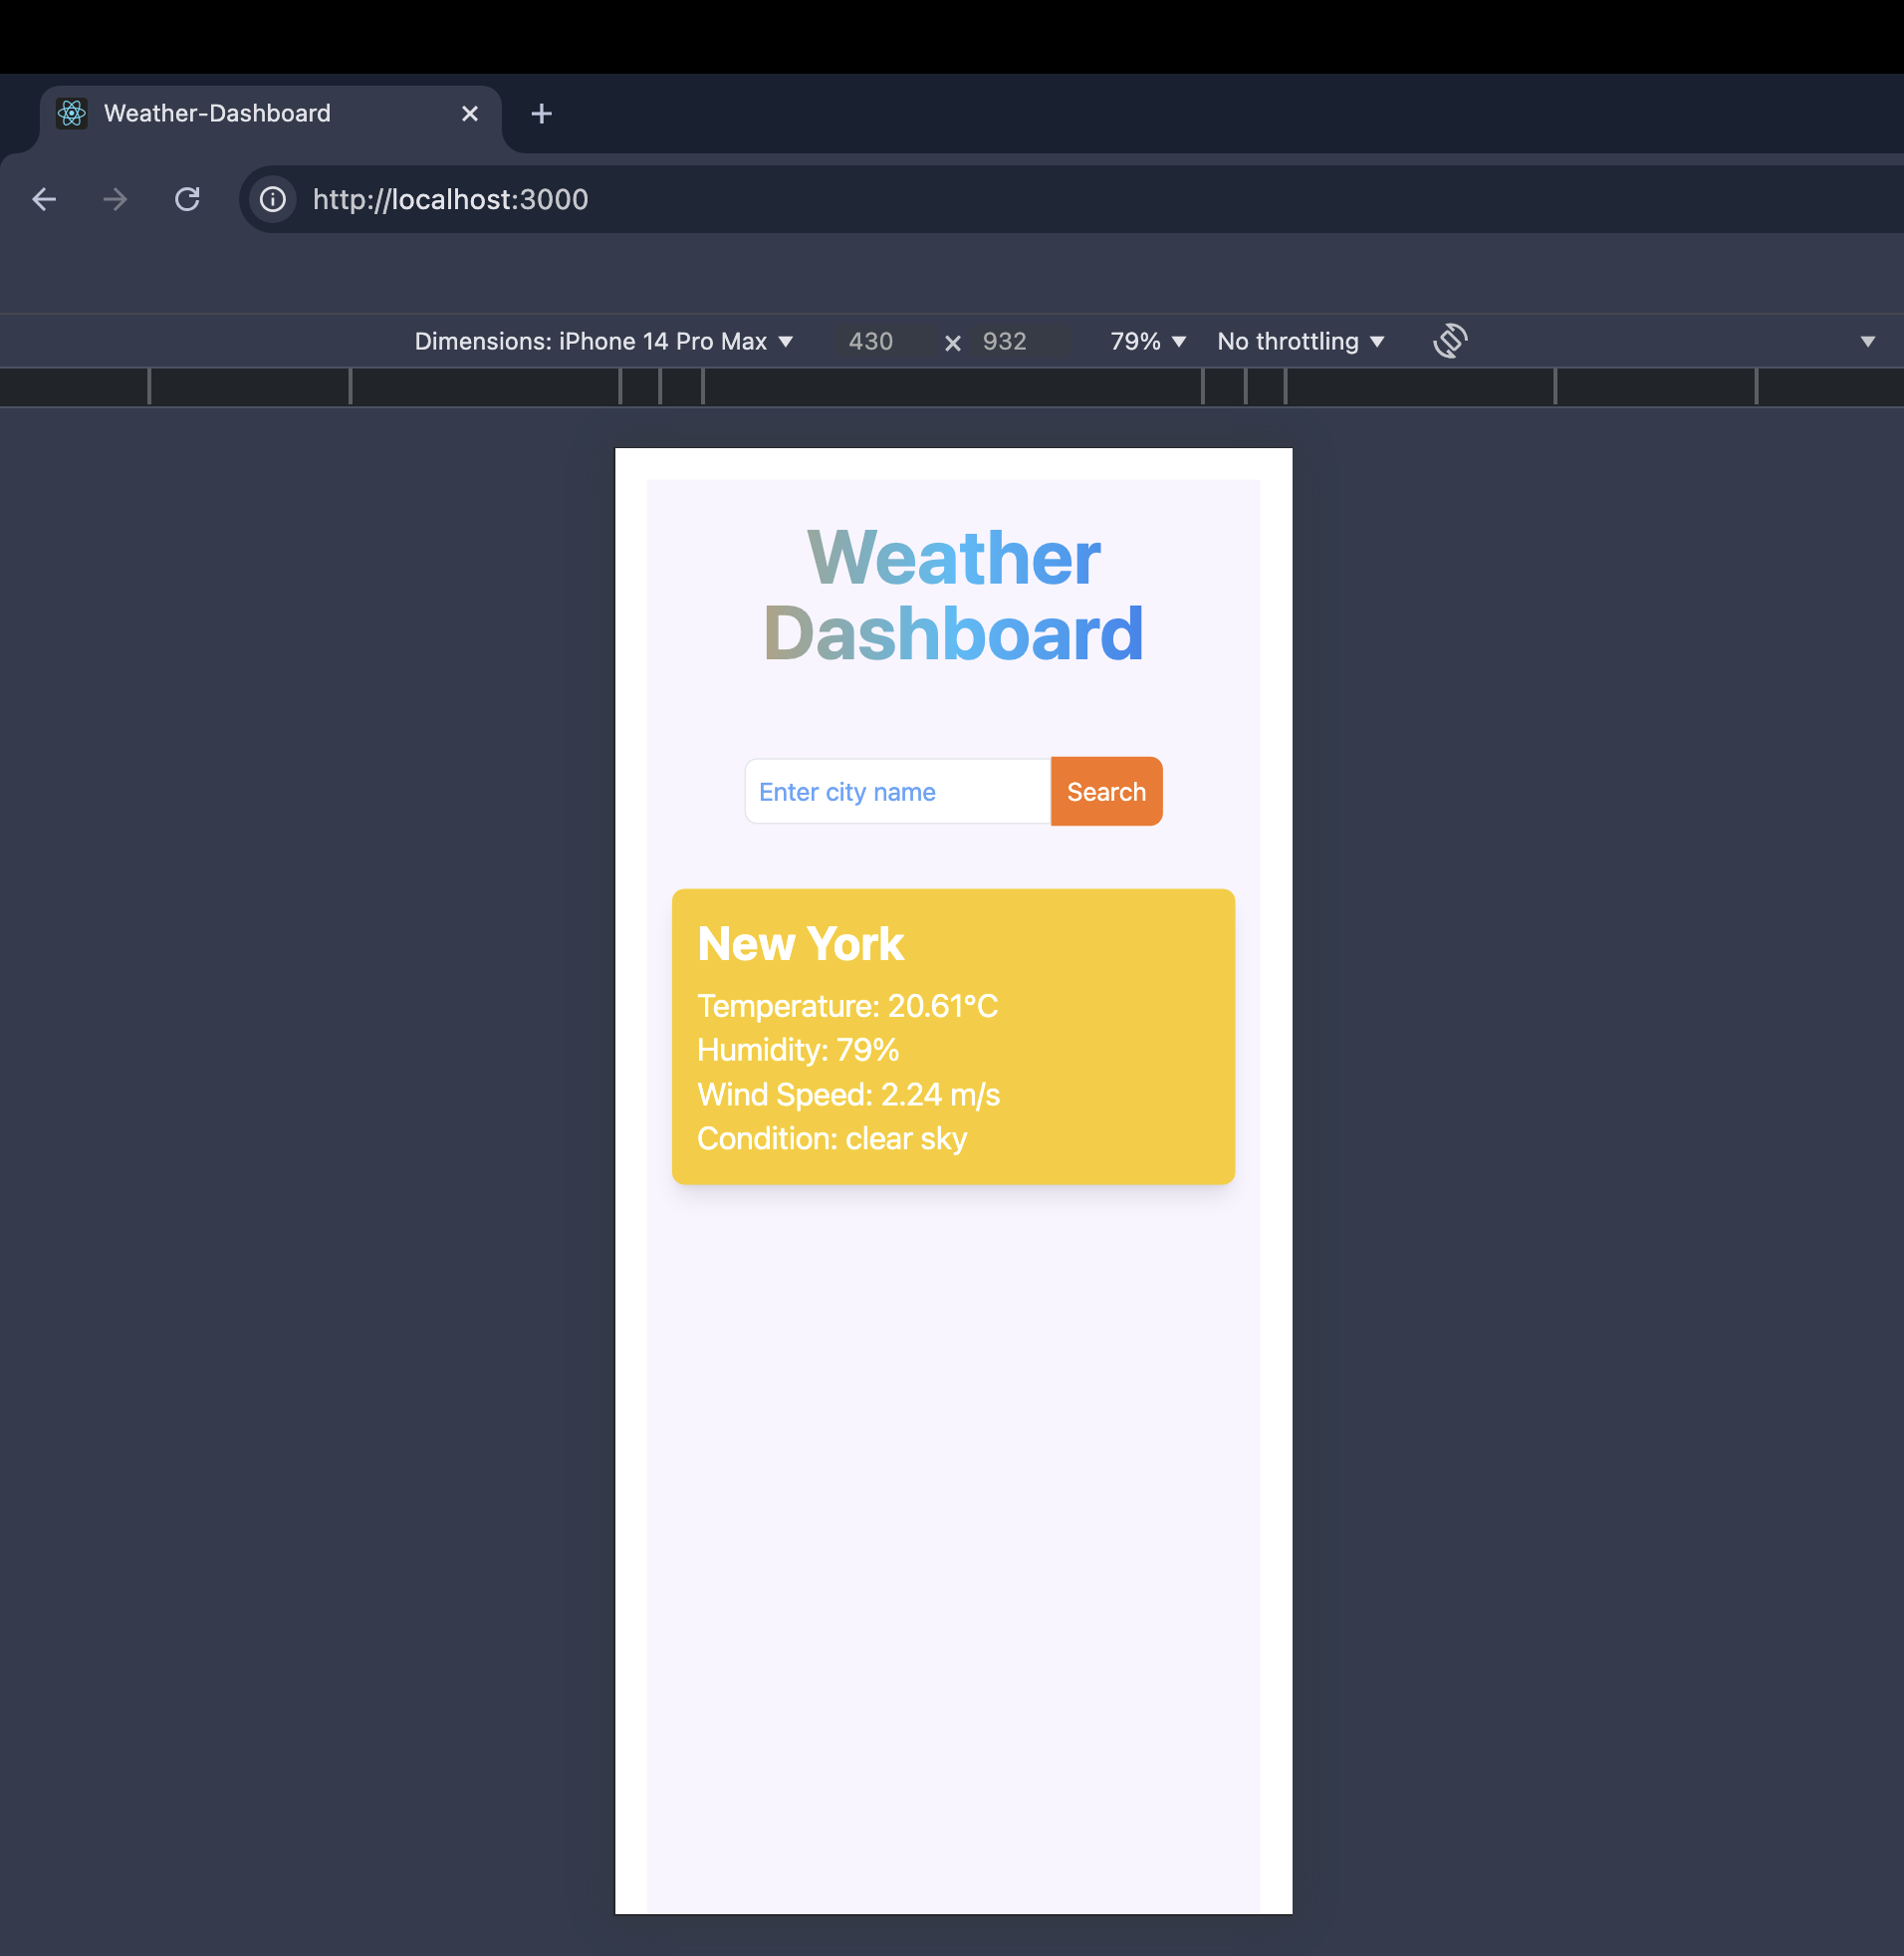 Weather-Dashboard
http://localhost:3000
Dimensions: iPhone 14 Pro Max 430 × 932 79% No throttling
Weather
Dashboard
Enter city name Search
New York
Temperature: 20.61°C
Humidity: 79%
Wind Speed: 2.24 m/s
Condition: clear sky